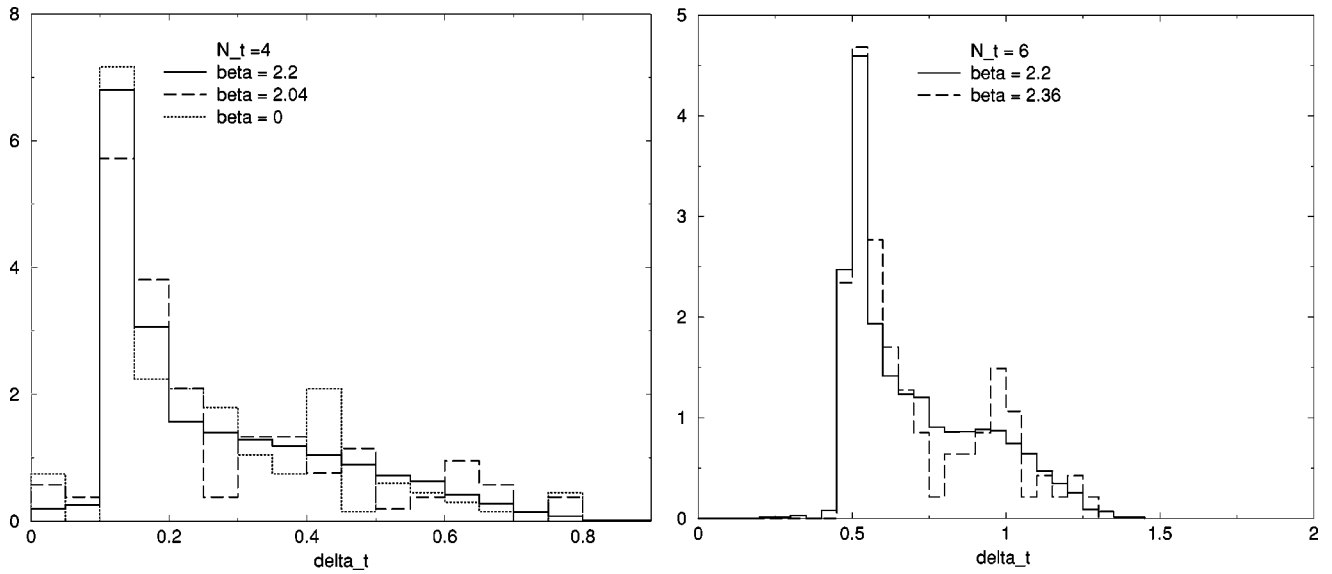 8
6
4
2
0
N_t =4
beta = 2.2
beta = 2.04
beta = 0
0 0.2 0.4 0.6 0.8
delta_t
5
4
3
2
1
0
N_t = 6
beta = 2.2
beta = 2.36
0 0.5 1 1.5 2
delta_t